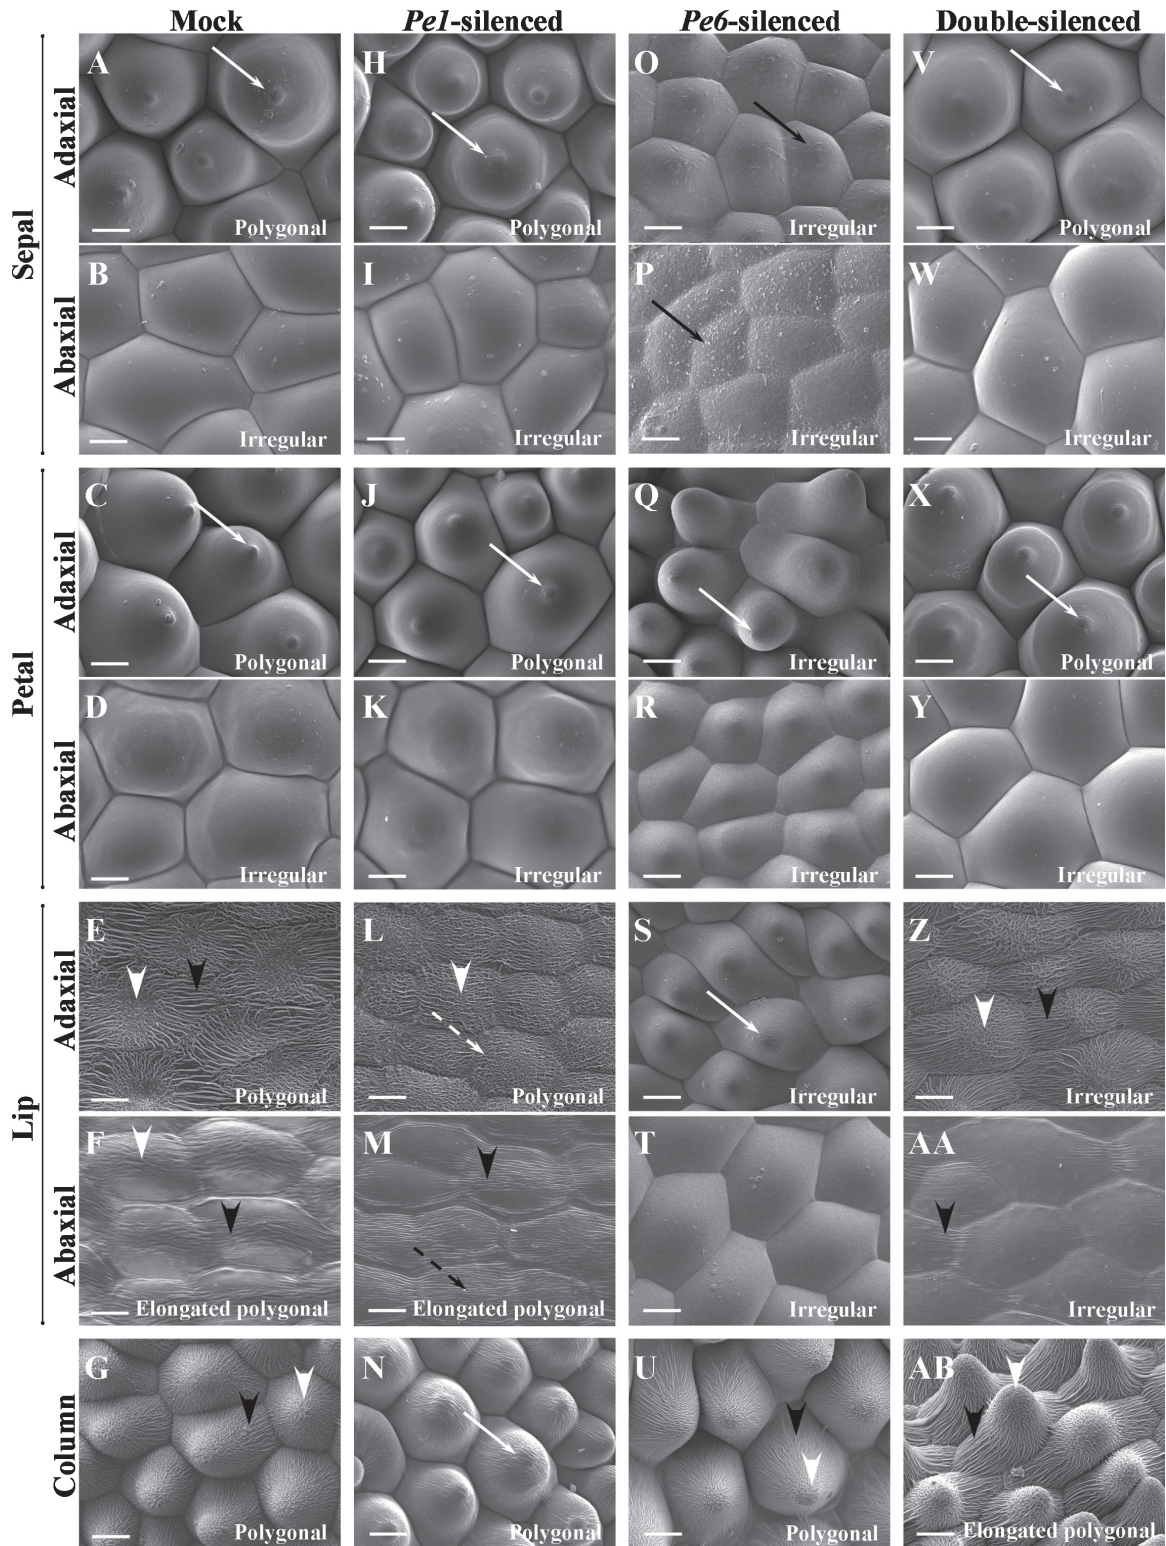 Mock Pe1-silenced Pe6-silenced Double-silenced
Sepal
Adaxial
A Polygonal H Polygonal O Irregular V Polygonal
Abaxial
B Irregular I Irregular P Irregular W Irregular
Petal
Adaxial
C Polygonal J Polygonal Q Irregular X Polygonal
Abaxial
D Irregular K Irregular R Irregular Y Irregular
Lip
Adaxial
E Polygonal L Polygonal S Irregular Z Irregular
Abaxial
F Elongated polygonal M Elongated polygonal T Irregular AA Irregular
Column
G Polygonal N Polygonal U Polygonal AB Elongated polygonal